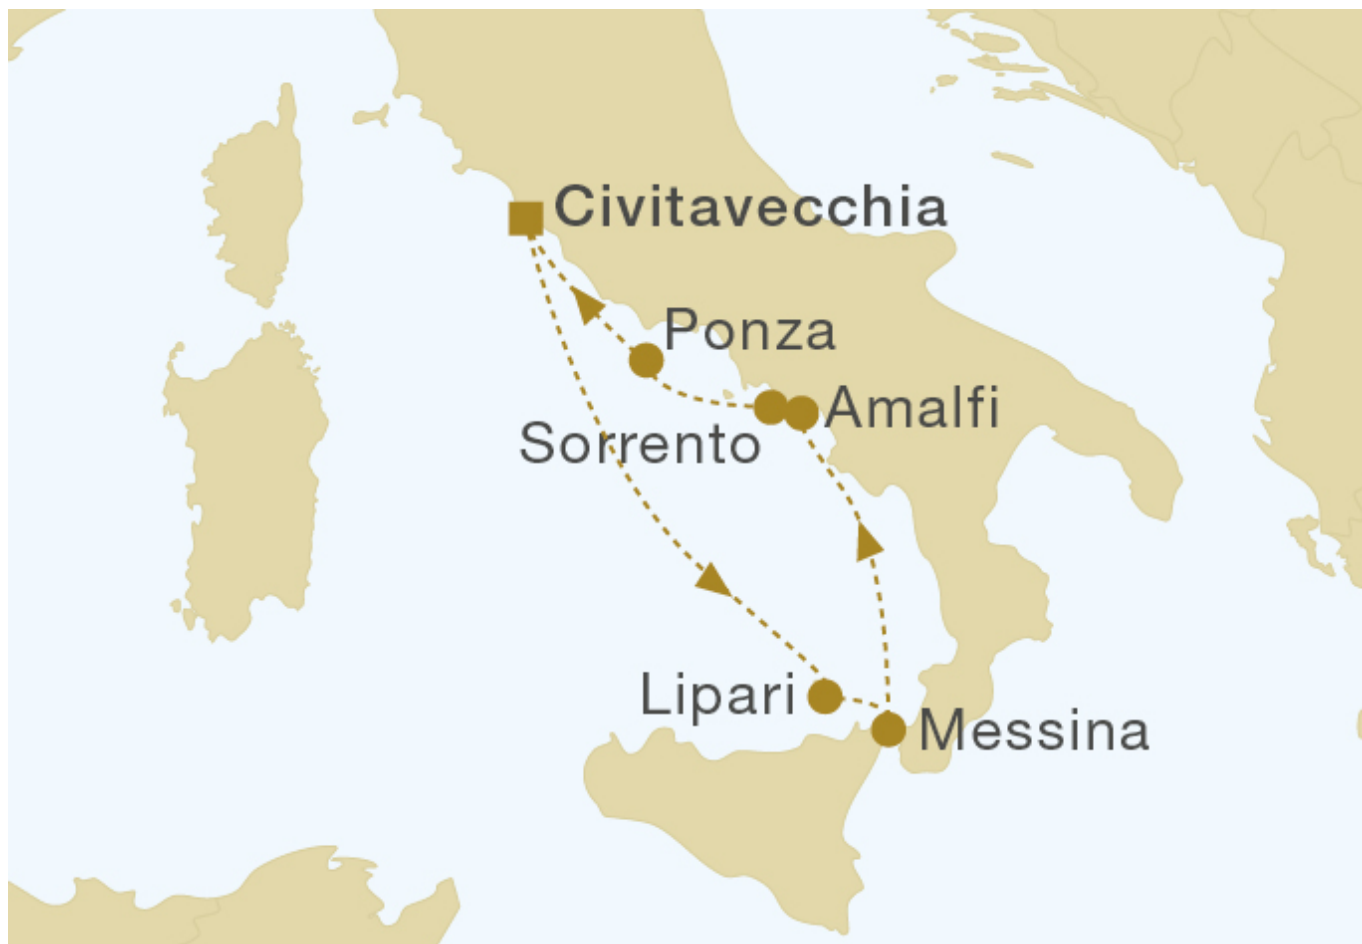 Civitavecchia
Ponza
Amalfi
Sorrento
Lipari
Messina